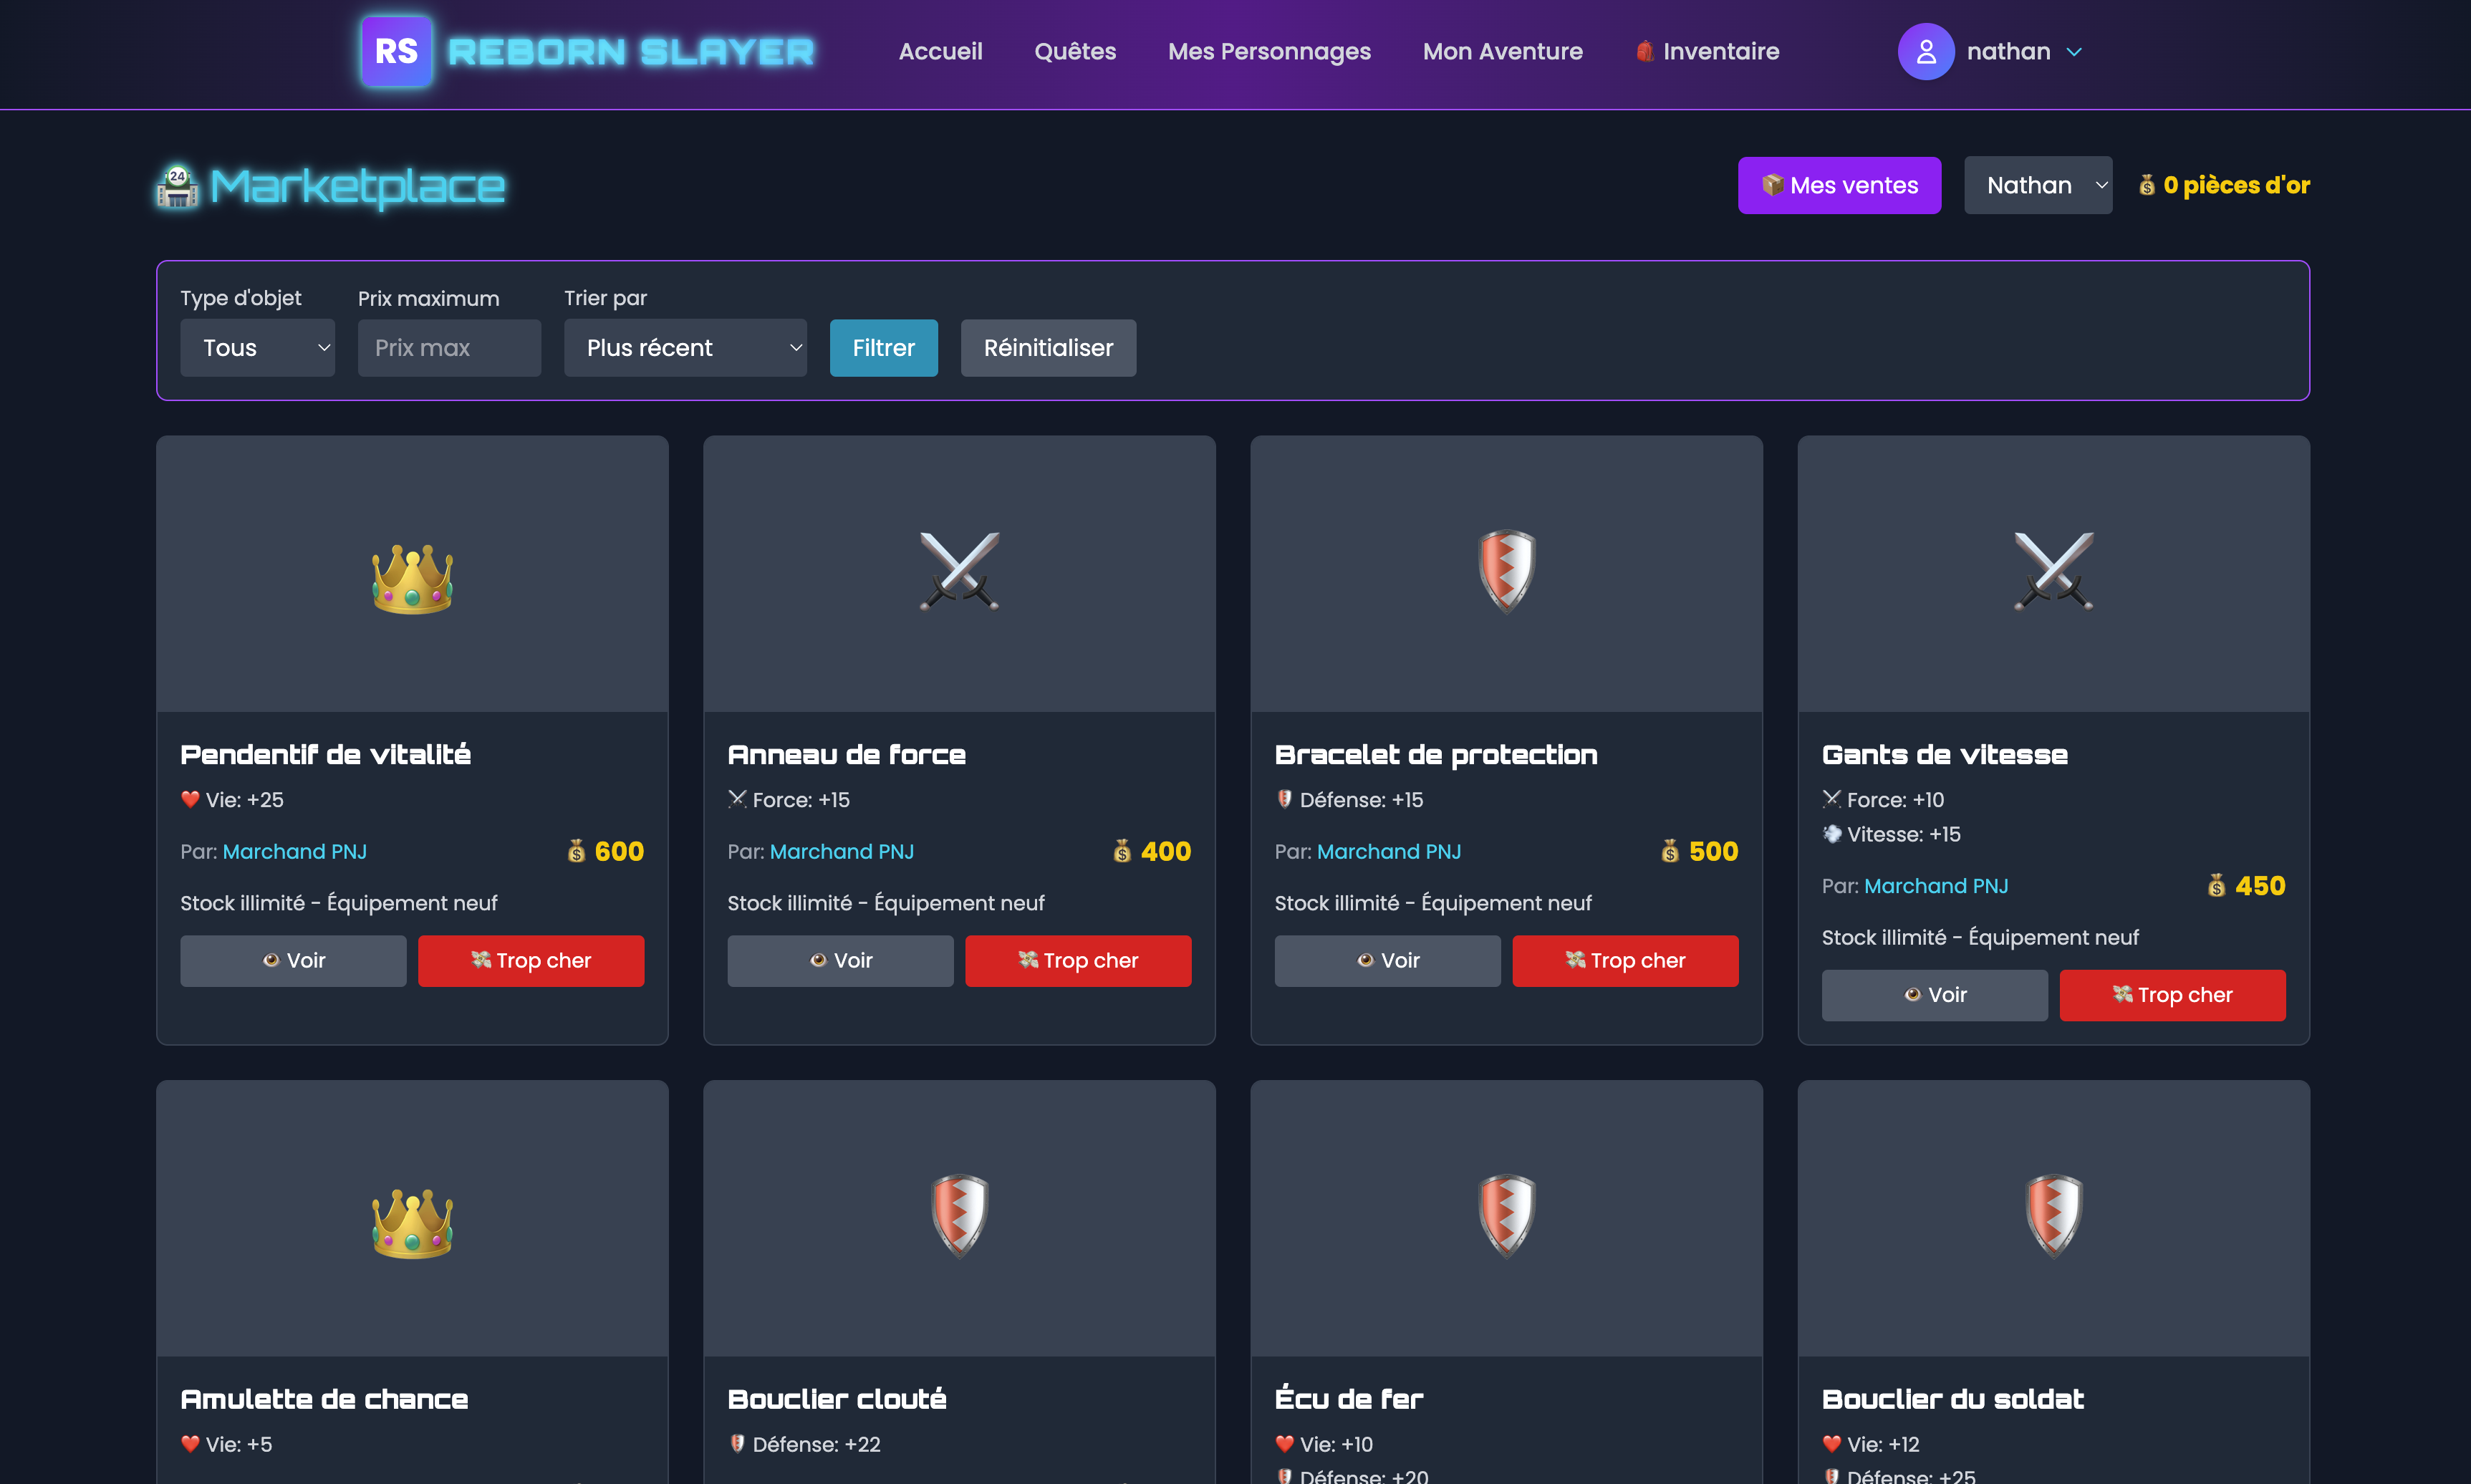 RS REBORN SLAYER Accueil Quêtes Mes Personnages Mon Aventure Inventaire nathan
24 Marketplace Mes ventes Nathan 0 pièces d'or
Type d'objet Prix maximum Trier par
Tous Prix max Plus récent Filtrer Réinitialiser
Pendentif de vitalité
Vie: +25
Par: Marchand PNJ 600
Stock illimité - Équipement neuf
Voir Trop cher
Anneau de force
Force: +15
Par: Marchand PNJ 400
Stock illimité - Équipement neuf
Voir Trop cher
Bracelet de protection
Défense: +15
Par: Marchand PNJ 500
Stock illimité - Équipement neuf
Voir Trop cher
Gants de vitesse
Force: +10
Vitesse: +15
Par: Marchand PNJ 450
Stock illimité - Équipement neuf
Voir Trop cher
Amulette de chance
Vie: +5
Bouclier clouté
Défense: +22
Écu de fer
Vie: +10
Défense: +20
Bouclier du soldat
Vie: +12
Défense: +25